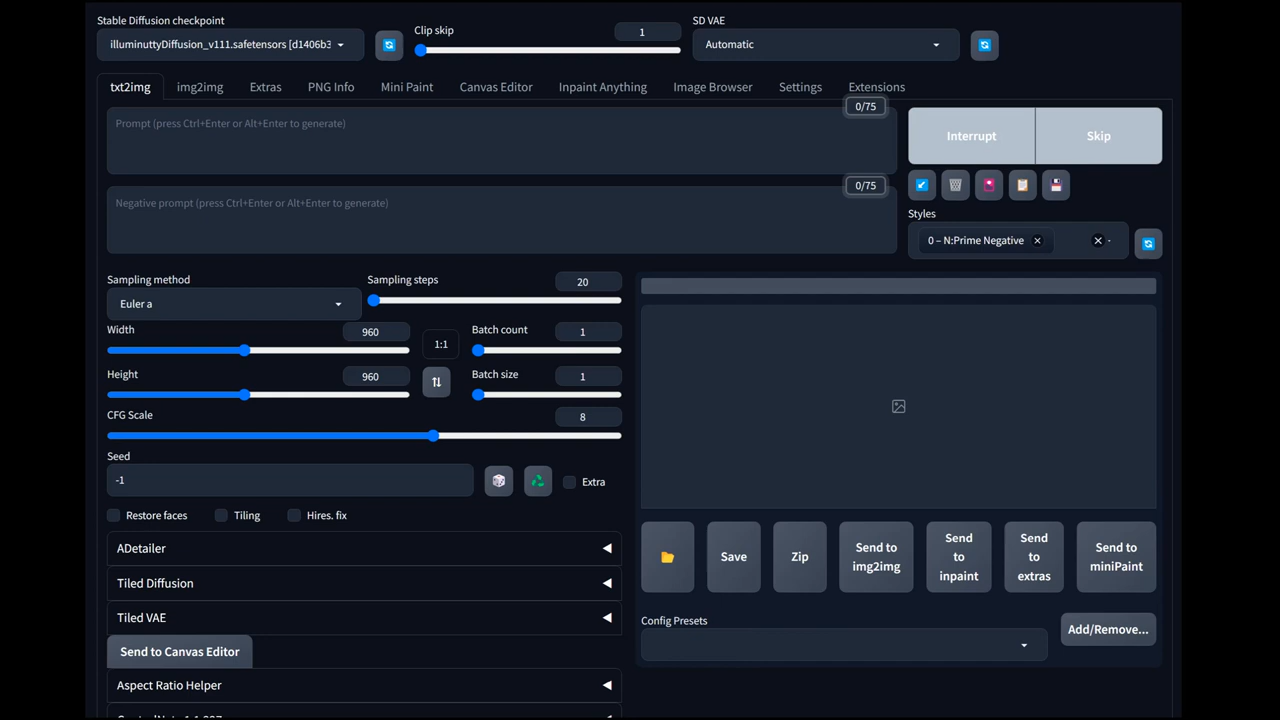 Stable Diffusion checkpoint
Clip skip
1
SD VAE
illuminuttyDiffusion_v111.safetensors [d1406b3
Automatic
txt2img
img2img
Extras
PNG Info
Mini Paint
Canvas Editor
Inpaint Anything
Image Browser
Settings
Extensions
0/75
Prompt (press Ctrl+Enter or Alt+Enter to generate)
Interrupt
Skip
0/75
Negative prompt (press Ctrl+Enter or Alt+Enter to generate)
Styles
0 – N:Prime Negative
Sampling method
Sampling steps
20
Euler a
Width
960
1:1
Batch count
1
Height
960
Batch size
1
CFG Scale
8
Seed
-1
Extra
Restore faces
Tiling
Hires. fix
ADetailer
Tiled Diffusion
Tiled VAE
Send to Canvas Editor
Aspect Ratio Helper
Save
Zip
Send to
img2img
Send
to
inpaint
Send
to
extras
Send to
miniPaint
Config Presets
Add/Remove...